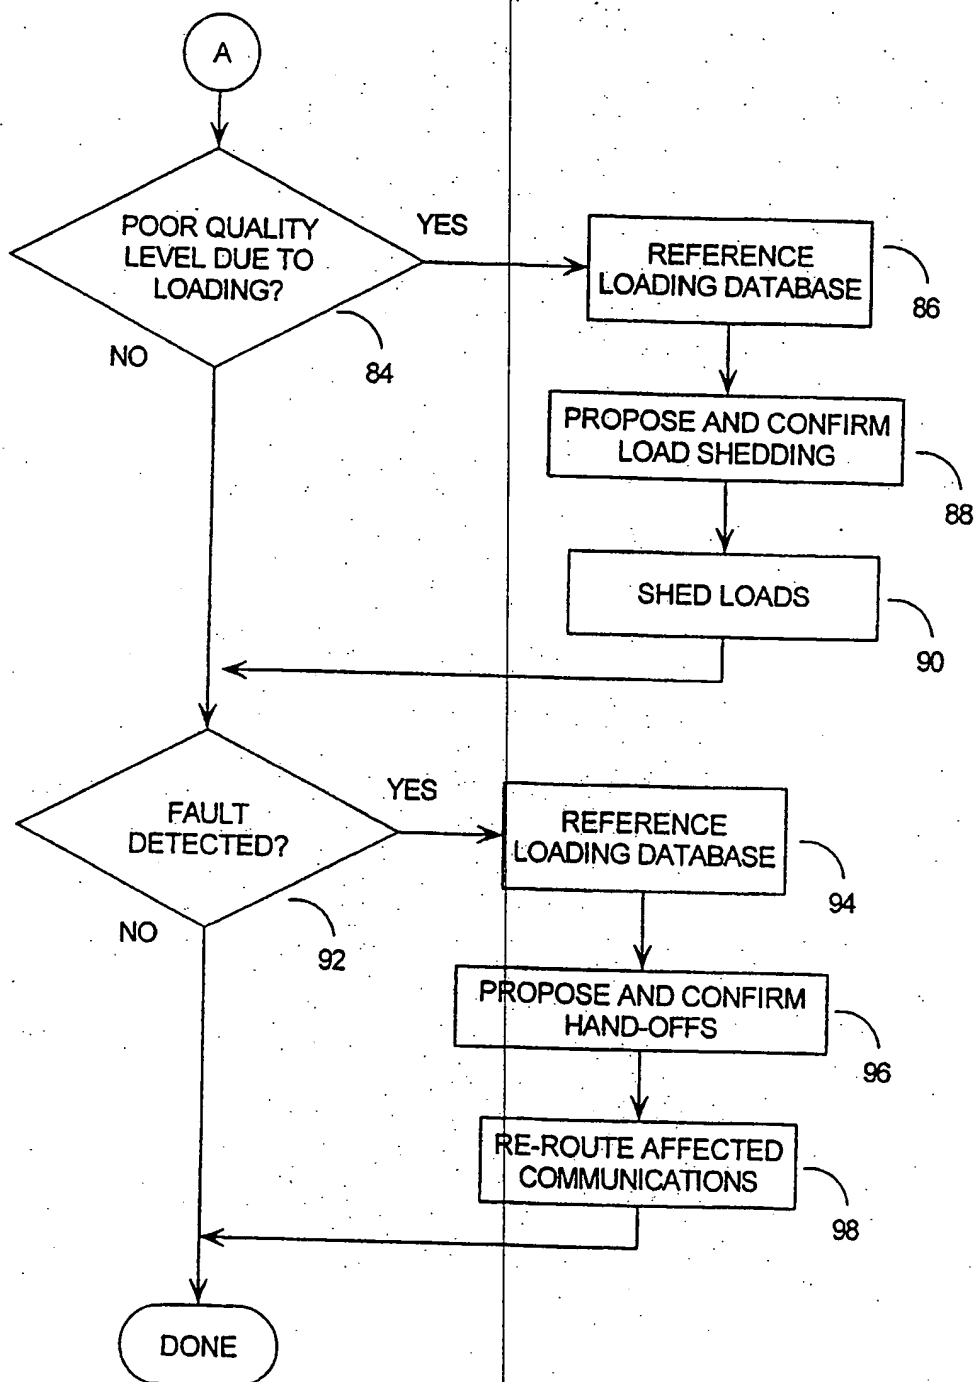 A
POOR QUALITY
LEVEL DUE TO
LOADING?
YES
NO
84
REFERENCE
LOADING DATABASE
86
PROPOSE AND CONFIRM
LOAD SHEDDING
88
SHED LOADS
90
FAULT
DETECTED?
YES
NO
92
REFERENCE
LOADING DATABASE
94
PROPOSE AND CONFIRM
HAND-OFFS
96
RE-ROUTE AFFECTED
COMMUNICATIONS
98
DONE